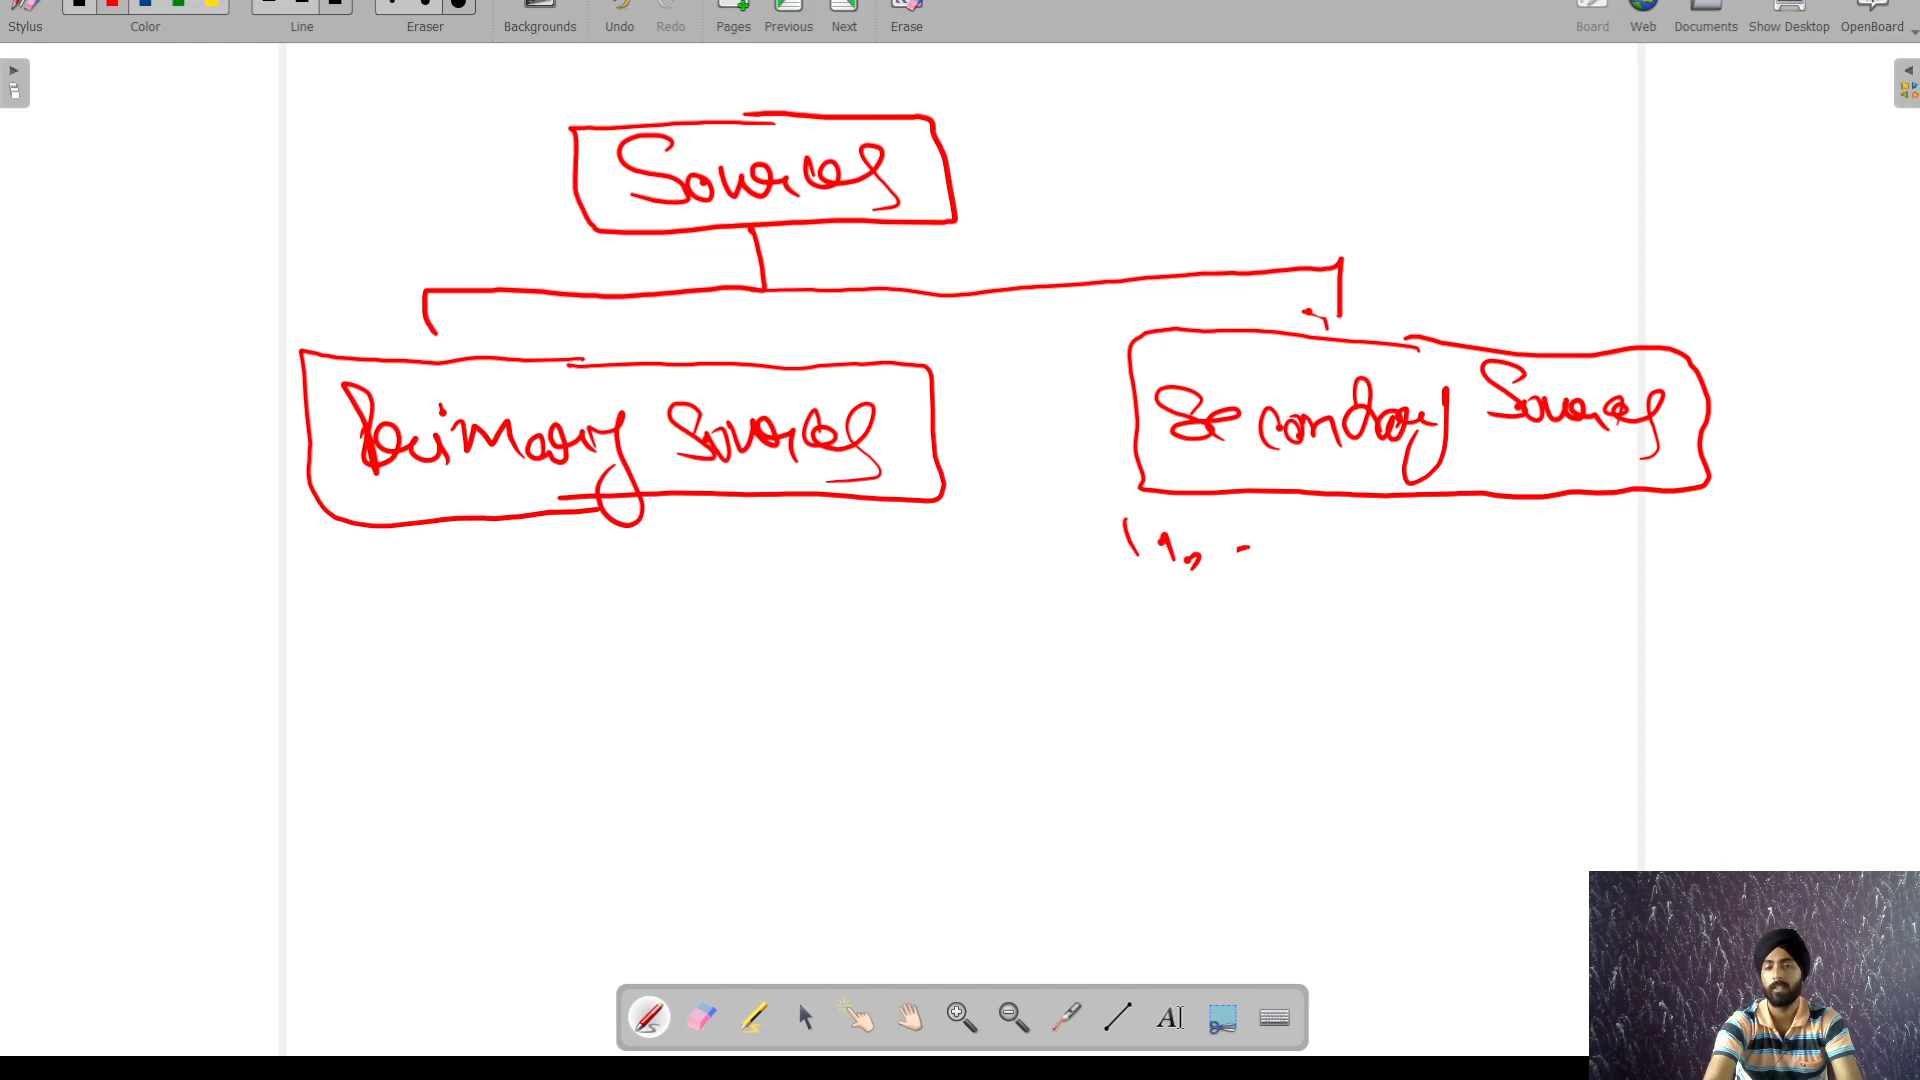 Stylus Color Line Eraser Backgrounds Undo Redo Pages Previous Next Erase Board Web Documents Show Desktop OpenBoard
Sources
Primary Sources Secondary Sources